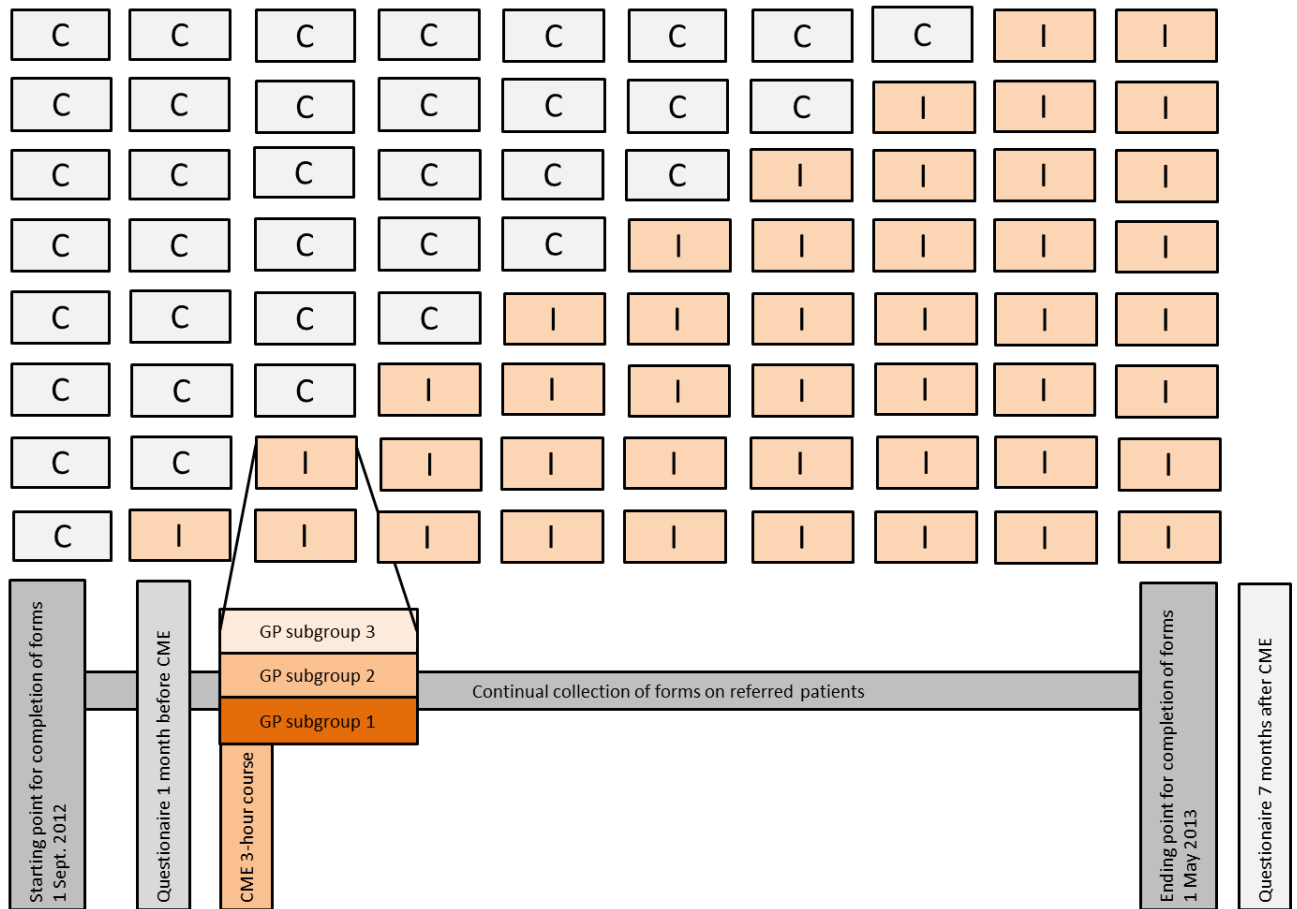 C C C C C C C C I I
C C C C C C C I I I
C C C C C C I I I I
C C C C C I I I I I
C C C C I I I I I I
C C C I I I I I I I
C C I I I I I I I I
C I I I I I I I I I
Starting point for completion of forms
1 Sept. 2012
Questionaire 1 month before CME
GP subgroup 3
GP subgroup 2
GP subgroup 1
CME 3-hour course
Continual collection of forms on referred patients
Ending point for completion of forms
1 May 2013
Questionaire 7 months after CME